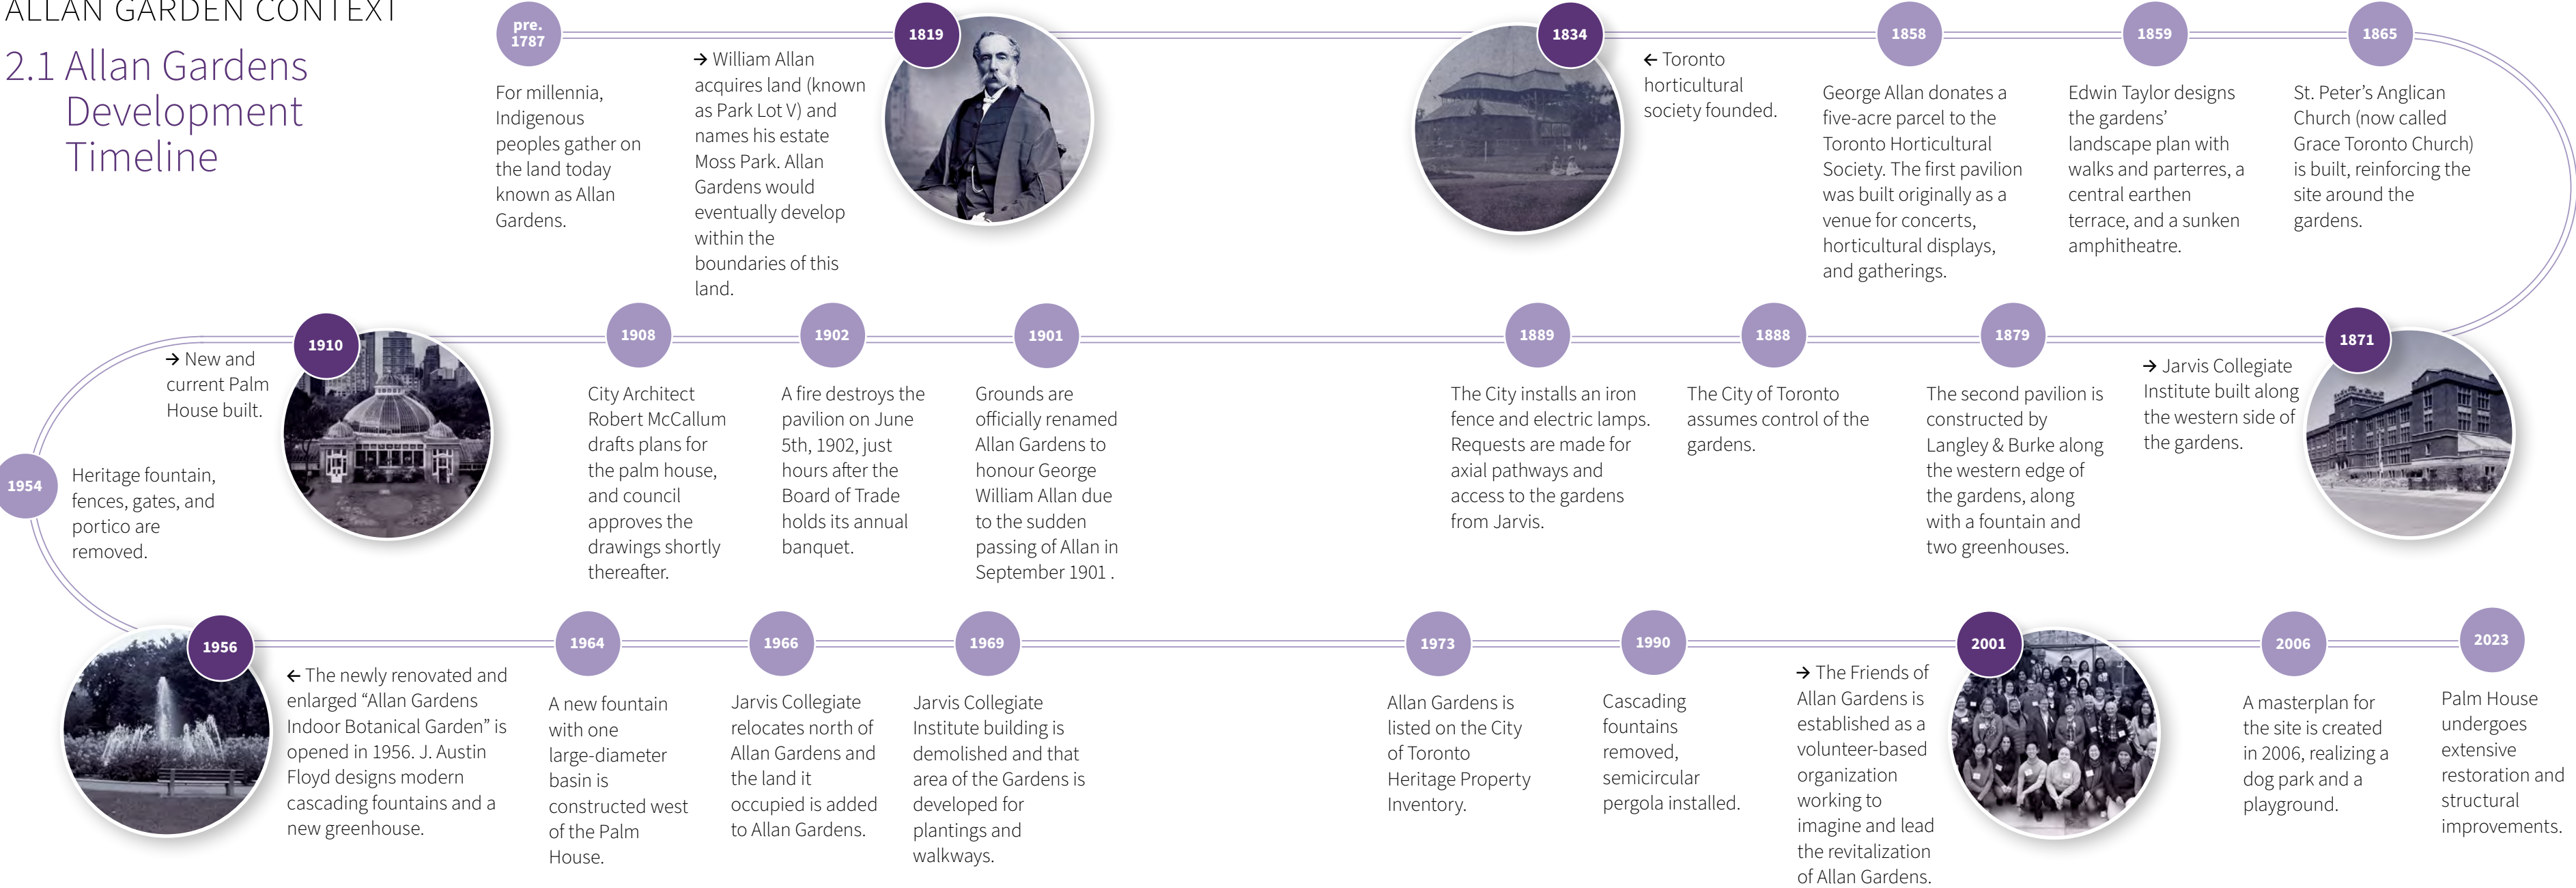 ALLAN GARDEN CONTEXT
2.1 Allan Gardens
Development
Timeline
pre.
1787
For millennia,
Indigenous
peoples gather on
the land today
known as Allan
Gardens.
1819
→ William Allan
acquires land (known
as Park Lot V) and
names his estate
Moss Park. Allan
Gardens would
eventually develop
within the
boundaries of this
land.
1834
← Toronto
horticultural
society founded.
1858
George Allan donates a
five-acre parcel to the
Toronto Horticultural
Society. The first pavilion
was built originally as a
venue for concerts,
horticultural displays,
and gatherings.
1859
Edwin Taylor designs
the gardens’
landscape plan with
walks and parterres, a
central earthen
terrace, and a sunken
amphitheatre.
1865
St. Peter’s Anglican
Church (now called
Grace Toronto Church)
is built, reinforcing the
site around the
gardens.
1871
→ Jarvis Collegiate
Institute built along
the western side of
the gardens.
1879
The second pavilion is
constructed by
Langley & Burke along
the western edge of
the gardens, along
with a fountain and
two greenhouses.
1888
The City of Toronto
assumes control of the
gardens.
1889
The City installs an iron
fence and electric lamps.
Requests are made for
axial pathways and
access to the gardens
from Jarvis.
1901
Grounds are
officially renamed
Allan Gardens to
honour George
William Allan due
to the sudden
passing of Allan in
September 1901 .
1902
A fire destroys the
pavilion on June
5th, 1902, just
hours after the
Board of Trade
holds its annual
banquet.
1908
City Architect
Robert McCallum
drafts plans for
the palm house,
and council
approves the
drawings shortly
thereafter.
1910
→ New and
current Palm
House built.
1954
Heritage fountain,
fences, gates, and
portico are
removed.
1956
← The newly renovated and
enlarged “Allan Gardens
Indoor Botanical Garden” is
opened in 1956. J. Austin
Floyd designs modern
cascading fountains and a
new greenhouse.
1964
A new fountain
with one
large-diameter
basin is
constructed west
of the Palm
House.
1966
Jarvis Collegiate
relocates north of
Allan Gardens and
the land it
occupied is added
to Allan Gardens.
1969
Jarvis Collegiate
Institute building is
demolished and that
area of the Gardens is
developed for
plantings and
walkways.
1973
Allan Gardens is
listed on the City
of Toronto
Heritage Property
Inventory.
1990
Cascading
fountains
removed,
semicircular
pergola installed.
2001
→ The Friends of
Allan Gardens is
established as a
volunteer-based
organization
working to
imagine and lead
the revitalization
of Allan Gardens.
2006
A masterplan for
the site is created
in 2006, realizing a
dog park and a
playground.
2023
Palm House
undergoes
extensive
restoration and
structural
improvements.